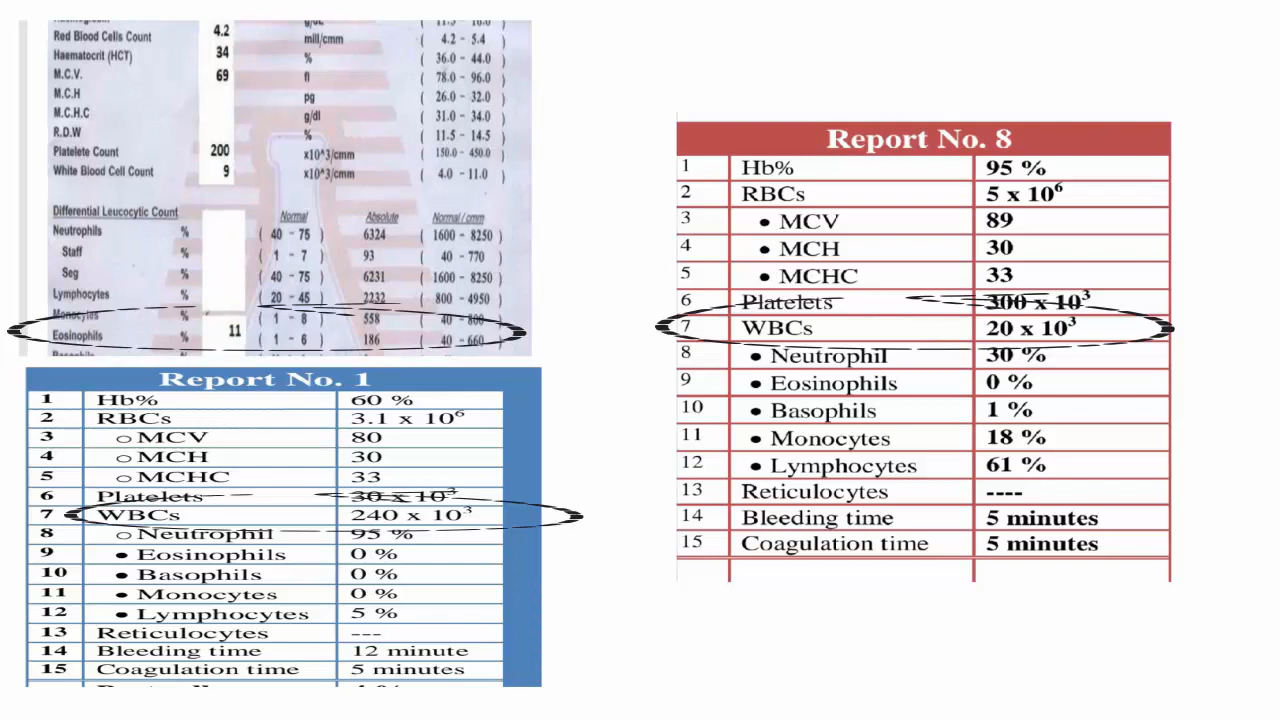 Red Blood Cells Count 4.2 mill/cmm ( 4.2 - 5.4 )
Haematocrit (HCT) 34 % ( 36.0 - 44.0 )
M.C.V. 69 fl ( 78.0 - 96.0 )
M.C.H pg ( 26.0 - 32.0 )
M.C.H.C g/dl ( 31.0 - 34.0 )
R.D.W % ( 11.5 - 14.5 )
Platelete Count 200 x10^3/cmm ( 150.0 - 450.0 )
White Blood Cell Count 9 x10^3/cmm ( 4.0 - 11.0 )
Differential Leucocytic Count Normal Absolute Normal/cmm
Neutrophils % ( 40 - 75 ) 6324 ( 1600 - 8250 )
Staff % ( 1 - 7 ) 93 ( 40 - 770 )
Seg % ( 40 - 75 ) 6231 ( 1600 - 8250 )
Lymphocytes % ( 20 - 45 ) 2232 ( 800 - 4950 )
Monocytes % ( 1 - 8 ) 558 ( 40 - 800 )
Eosinophils % 11 ( 1 - 6 ) 186 ( 40 - 660 )
Report No. 1
1 Hb% 60 %
2 RBCs 3.1 x 10⁶
3 ○ MCV 80
4 ○ MCH 30
5 ○ MCHC 33
6 Platelets 30 x 10³
7 WBCs 240 x 10³
8 ○ Neutrophil 95 %
9 ● Eosinophils 0 %
10 ● Basophils 0 %
11 ● Monocytes 0 %
12 ● Lymphocytes 5 %
13 Reticulocytes ---
14 Bleeding time 12 minute
15 Coagulation time 5 minutes
Report No. 8
1 Hb% 95 %
2 RBCs 5 x 10⁶
3 • MCV 89
4 • MCH 30
5 • MCHC 33
6 Platelets 300 x 10³
7 WBCs 20 x 10³
8 • Neutrophil 30 %
9 • Eosinophils 0 %
10 • Basophils 1 %
11 • Monocytes 18 %
12 • Lymphocytes 61 %
13 Reticulocytes ----
14 Bleeding time 5 minutes
15 Coagulation time 5 minutes